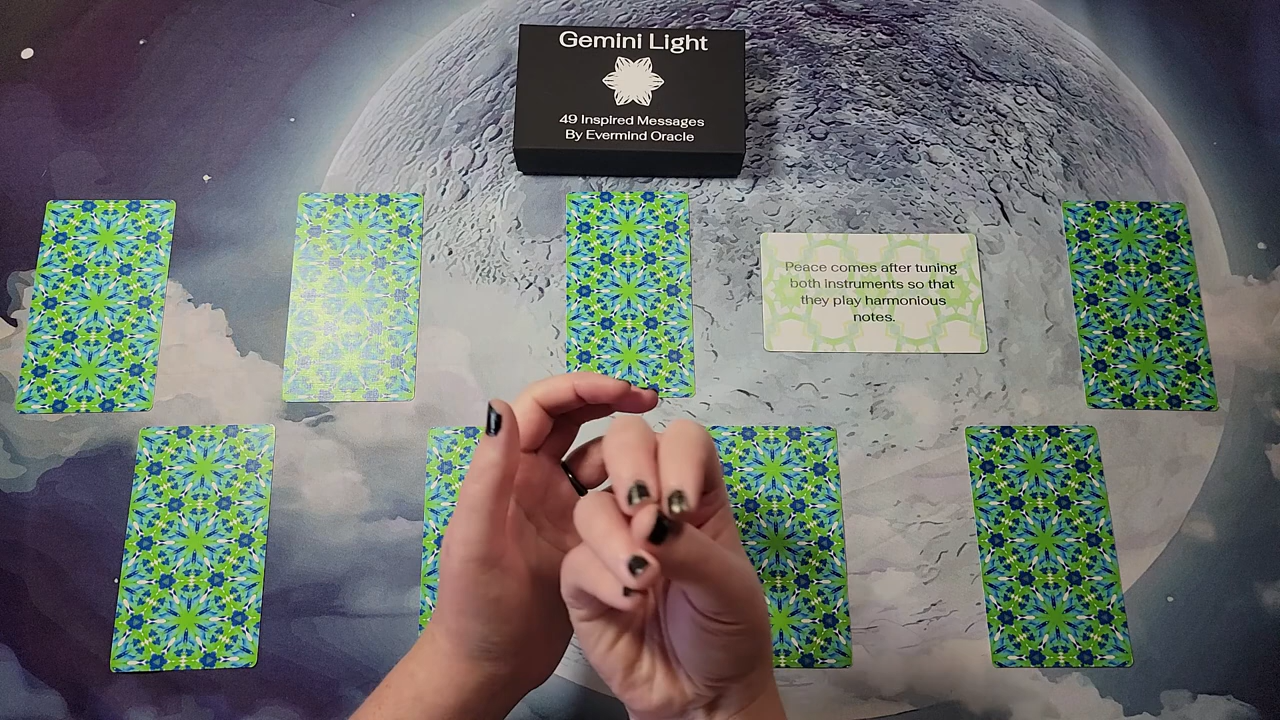 Gemini Light
49 Inspired Messages
By Evermind Oracle
Peace comes after tuning
both instruments so that
they play harmonious
notes.